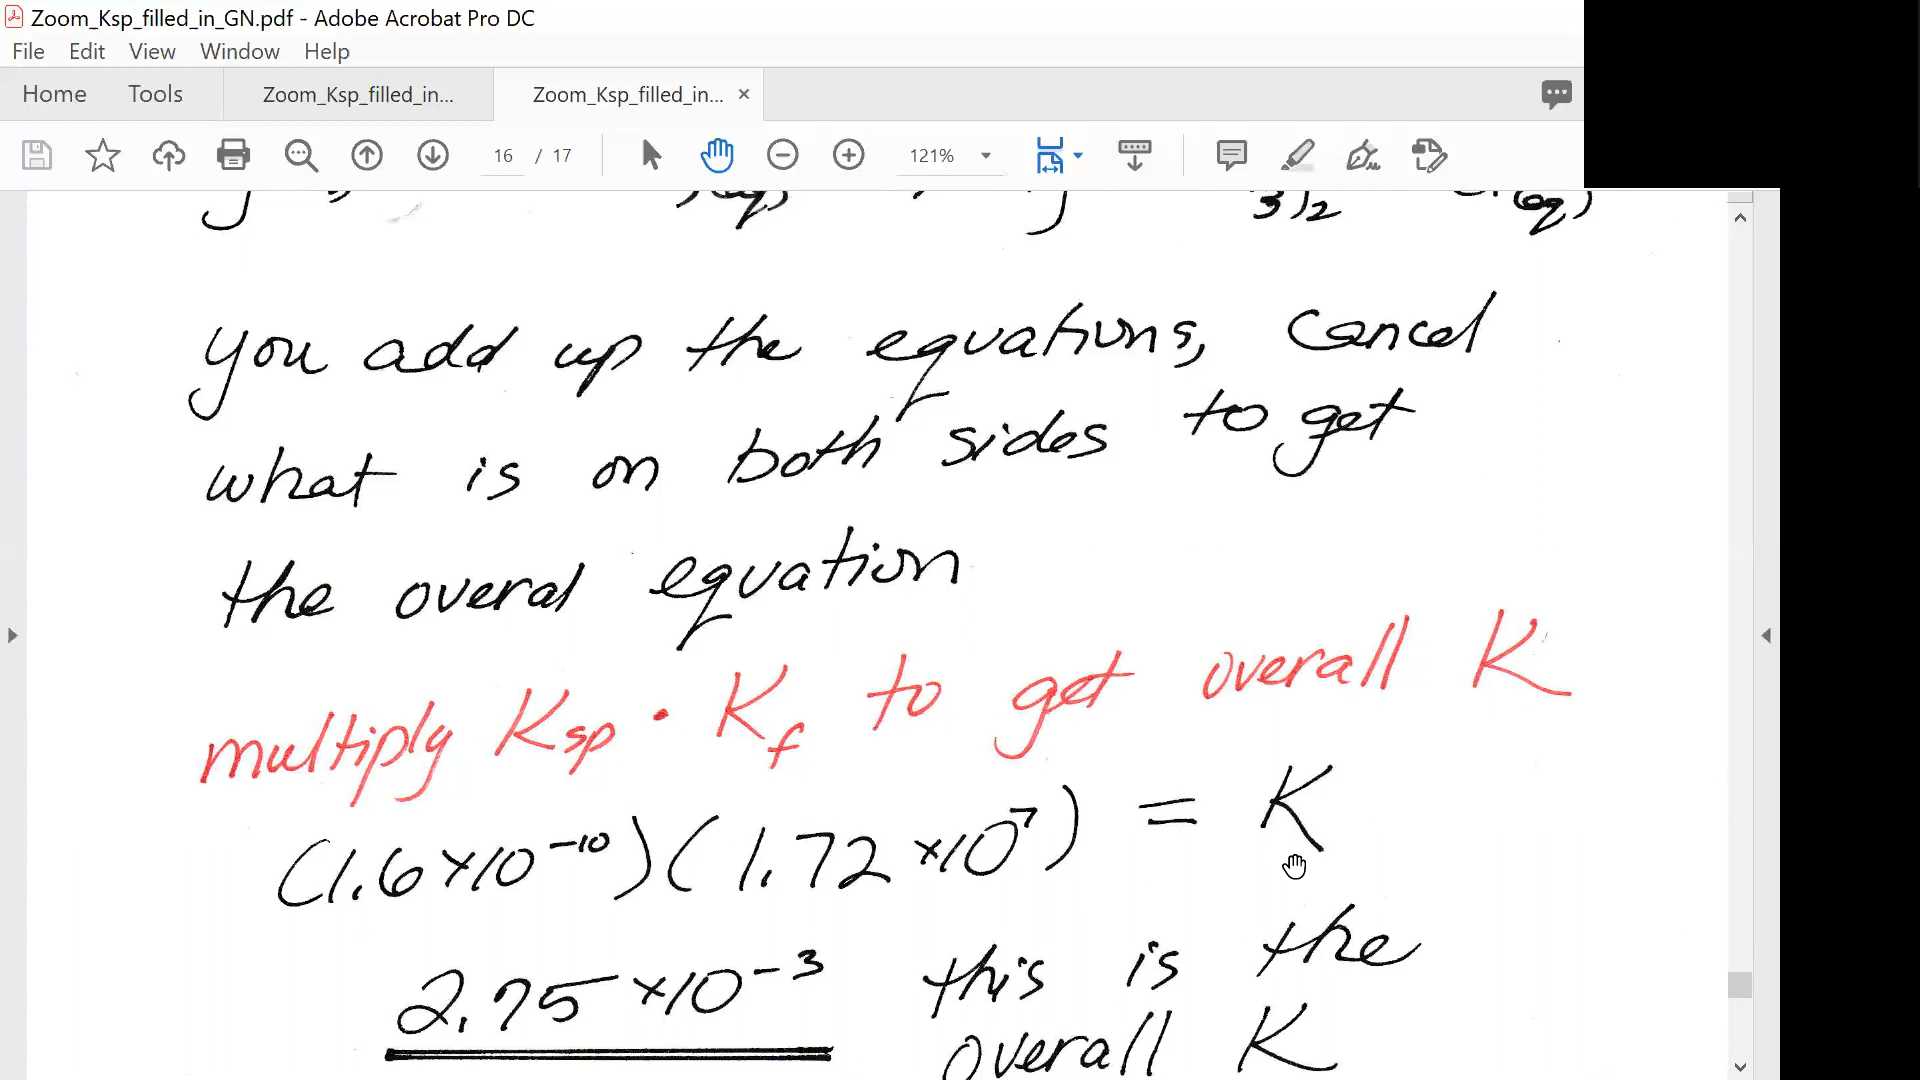 Zoom_Ksp_filled_in_GN.pdf - Adobe Acrobat Pro DC
File Edit View Window Help
Home Tools Zoom_Ksp_filled_in... Zoom_Ksp_filled_in... ×
16 / 17 121%
3)2
you add up the equations, cancel
what is on both sides to get
the overal equation
multiply Ksp · Kf to get overall K
(1.6×10⁻¹⁰)(1.72×10⁷) = K
2.75×10⁻³ this is the
overall K